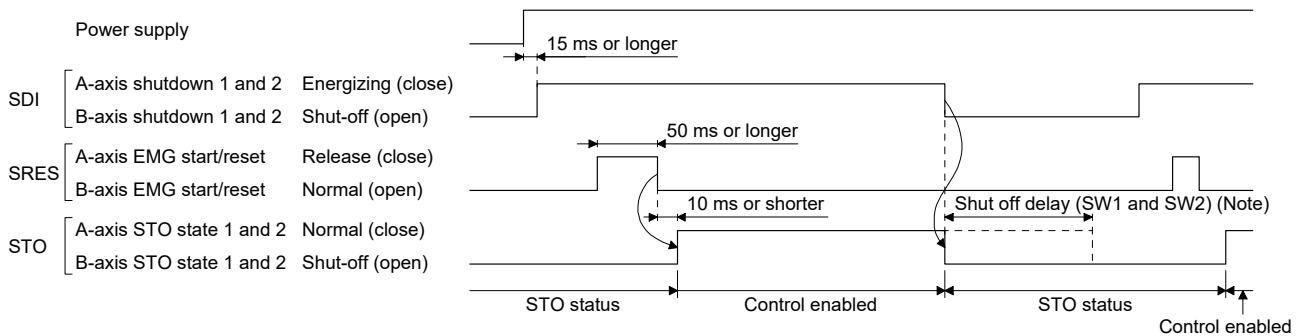 Power supply
15 ms or longer
SDI
A-axis shutdown 1 and 2 Energizing (close)
B-axis shutdown 1 and 2 Shut-off (open)
50 ms or longer
SRES
A-axis EMG start/reset Release (close)
B-axis EMG start/reset Normal (open)
10 ms or shorter
Shut off delay (SW1 and SW2) (Note)
STO
A-axis STO state 1 and 2 Normal (close)
B-axis STO state 1 and 2 Shut-off (open)
STO status
Control enabled
STO status
Control enabled